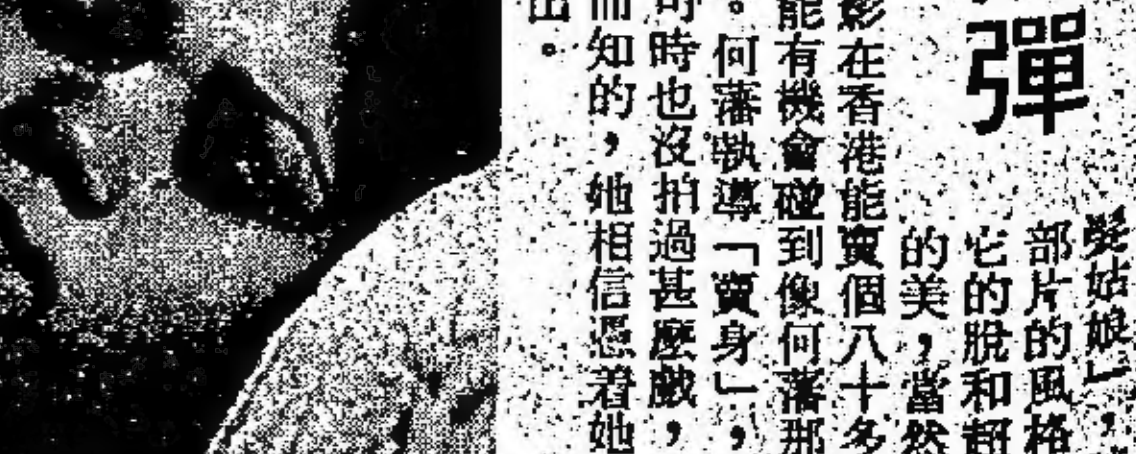 彈
髮姑娘」,
部片的風格
它的脫和超
的美,當然
影在香港能賣個八十多
能有機會碰到像何藩那
。何藩執導「賣身」,
時也沒拍過甚麼戲,
而知的,她相信憑着她
出。